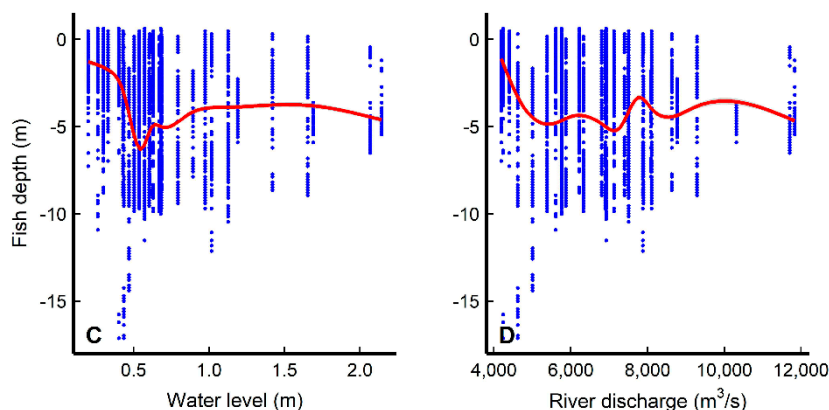 0
-5
-10
-15
Fish depth (m)
C
0.5 1.0 1.5 2.0
Water level (m)
0
-5
-10
-15
D
4,000 6,000 8,000 10,000 12,000
River discharge (m³/s)